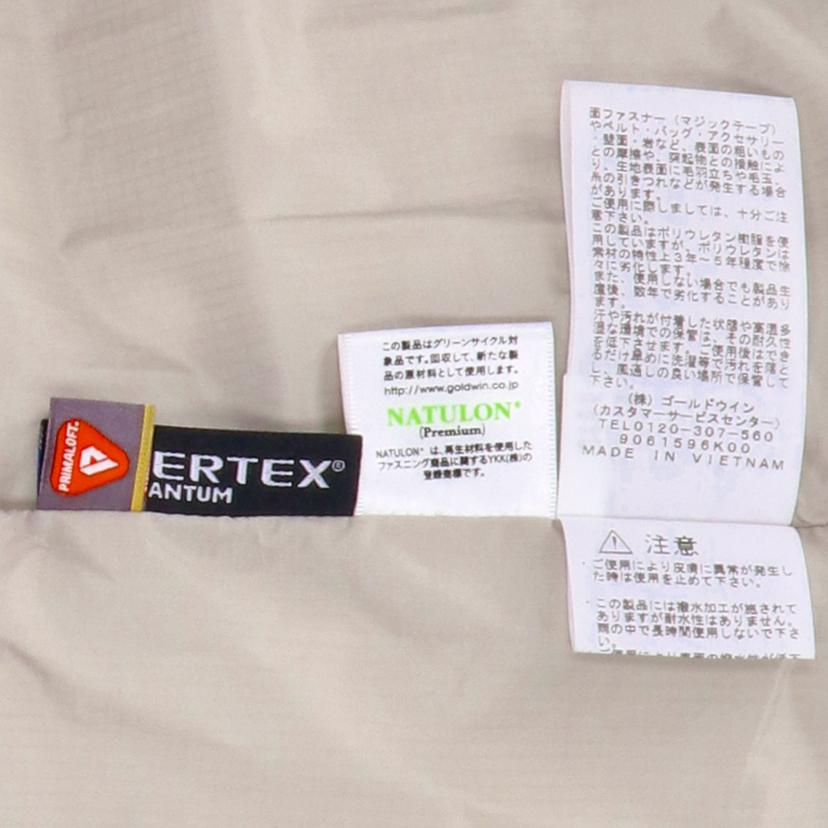 PRIMALOFT.
ERTEX®
ANTUM
この製品はグリーンサイクル対
象品です。回収して、新たな製
品の原材料として使用します。
http://www.goldwin.co.jp
NATULON®
(Premium)
NATULON® は、再生材料を使用した
ファスニング商品に関するYKK(株)の
登録商標です。
面ファスナー（マジックテープ）
やベルト・バッグ・アクセサリー
・壁面・岩など、表面の粗いもの
との摩擦や、突起物との接触によ
り、生地表面に毛羽立ちや毛玉、
糸の引きつれなどが発生する場合
があります。
ご使用に際しましては、十分ご注
意下さい。
この製品はポリウレタン樹脂を使
用していますが、ポリウレタンは
素材の特性上3年～5年程度で徐
々に劣化します。
また、使用しない場合でも製品生
産後、数年で劣化することがあり
ます。
汗や汚れが付着した状態や高温多
湿な環境での保管は、その耐久性
を低下させます。ご使用後はでき
るだけ早めに洗濯等で汚れを落と
し、風通しの良い場所で保管して
下さい。
(株) ゴールドウイン
(カスタマーサービスセンター)
TEL0120-307-560
9061596K00
MADE IN VIETNAM
注意
・ご使用により皮膚に異常が発生し
た時は使用を止めて下さい。
・この製品には撥水加工が施されて
ありますが耐水性はありません。
雨の中で長時間使用しないで下さ
い。